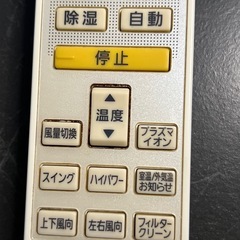 除湿
自動
停止
▲
温度
▼
風量切換
プラズマ
イオン
スイング
ハイパワー
室温/外気温
お知らせ
上下風向
左右風向
フィルター
クリーン